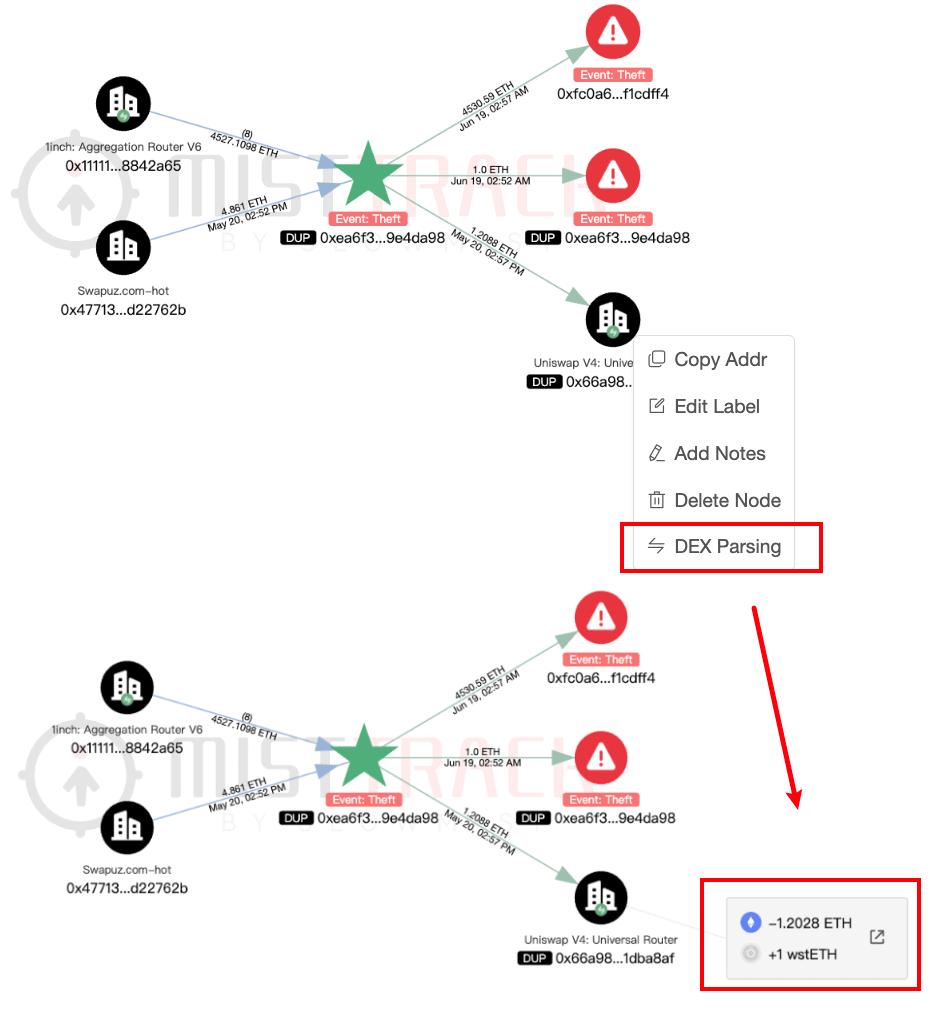 Event: Theft
0xfc0a6...f1cdff4
4530.59 ETH
Jun 19, 02:57 AM
1inch: Aggregation Router V6
0x11111...8842a65
(8)
4527.1098 ETH
MISTTRACK
1.0 ETH
Jun 19, 02:52 AM
Event: Theft
DUP 0xea6f3...9e4da98
Event: Theft
DUP 0xea6f3...9e4da98
4.861 ETH
May 20, 02:52 PM
BY SLOWMIST
1.2088 ETH
May 20, 02:57 PM
Swapuz.com-hot
0x47713...d22762b
Uniswap V4: Unive
DUP 0x66a98..
Copy Addr
Edit Label
Add Notes
Delete Node
DEX Parsing
Event: Theft
0xfc0a6...f1cdff4
4530.59 ETH
Jun 19, 02:57 AM
1inch: Aggregation Router V6
0x11111...8842a65
(8)
4527.1098 ETH
MISTTRACK
1.0 ETH
Jun 19, 02:52 AM
Event: Theft
DUP 0xea6f3...9e4da98
Event: Theft
DUP 0xea6f3...9e4da98
4.861 ETH
May 20, 02:52 PM
BY SLOWMIST
1.2088 ETH
May 20, 02:57 PM
Swapuz.com-hot
0x47713...d22762b
Uniswap V4: Universal Router
DUP 0x66a98...1dba8af
−1.2028 ETH
+1 wstETH